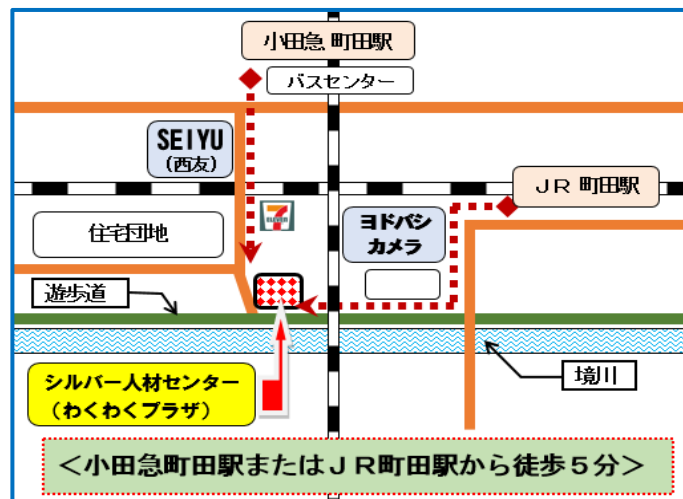 小田急 町田駅
バスセンター
SEIYU
(西友)
ＪＲ 町田駅
7
ELEVEN
住宅団地
ヨドバシ
カメラ
遊歩道
シルバー人材センター
（わくわくプラザ）
境川
＜小田急町田駅またはＪＲ町田駅から徒歩５分＞